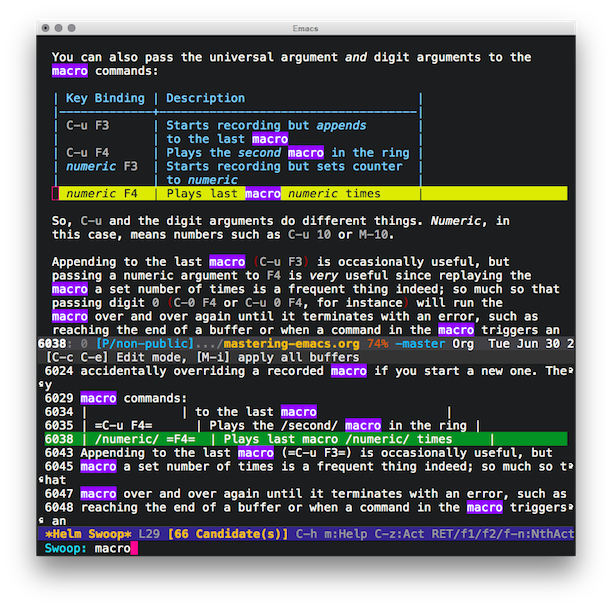 Emacs
You can also pass the universal argument and digit arguments to the
macro commands:
| Key Binding | Description |
|-------------+--------------------------------|
| C-u F3 | Starts recording but appends |
| | to the last macro |
| C-u F4 | Plays the second macro in the ring |
| numeric F3 | Starts recording but sets counter |
| | to numeric |
| numeric F4 | Plays last macro numeric times |
So, C-u and the digit arguments do different things. Numeric, in
this case, means numbers such as C-u 10 or M-10.
Appending to the last macro (C-u F3) is occasionally useful, but
passing a numeric argument to F4 is very useful since replaying the
macro a set number of times is a frequent thing indeed; so much so that
passing digit 0 (C-0 F4 or C-u 0 F4, for instance) will run the
macro over and over again until it terminates with an error, such as
reaching the end of a buffer or when a command in the macro triggers an
6038: 0 [P/non-public].../mastering-emacs.org 74% -master Org Tue Jun 30 2
[C-c C-e] Edit mode, [M-i] apply all buffers
6024 accidentally overriding a recorded macro if you start a new one. The
y
6029 macro commands:
6034 | | to the last macro |
6035 | =C-u F4= | Plays the /second/ macro in the ring |
6038 | /numeric/ =F4= | Plays last macro /numeric/ times |
6043 Appending to the last macro (=C-u F3=) is occasionally useful, but
6045 macro a set number of times is a frequent thing indeed; so much so t
hat
6047 macro over and over again until it terminates with an error, such as
6048 reaching the end of a buffer or when a command in the macro triggers
an
*Helm Swoop* L29 [66 Candidate(s)] C-h m:Help C-z:Act RET/f1/f2/f-n:NthAct
Swoop: macro